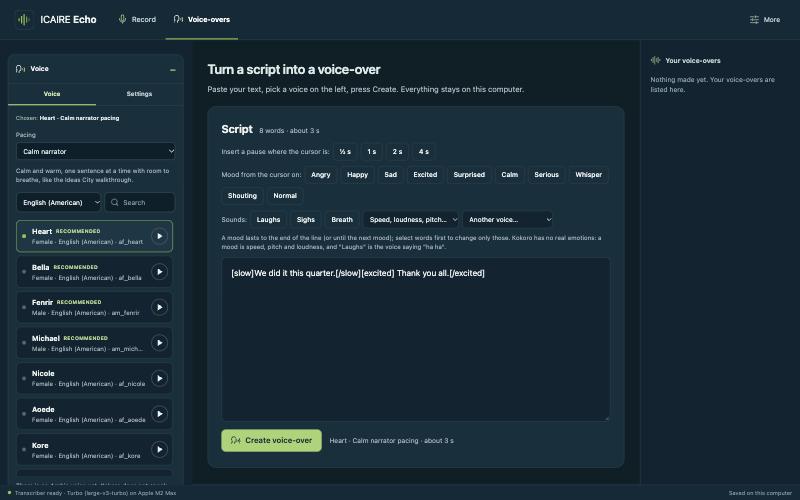 ICAIRE Echo
Record
Voice-overs
More
Voice
Voice
Settings
Chosen: Heart · Calm narrator pacing
Pacing
Calm narrator
Calm and warm, one sentence at a time with room to
breathe, like the Ideas City walkthrough.
English (American)
Search
Heart RECOMMENDED
Female · English (American) · af_heart
Bella RECOMMENDED
Female · English (American) · af_bella
Fenrir RECOMMENDED
Male · English (American) · am_fenrir
Michael RECOMMENDED
Male · English (American) · am_mich...
Nicole
Female · English (American) · af_nicole
Aoede
Female · English (American) · af_aoede
Kore
Female · English (American) · af_kore
Turn a script into a voice-over
Paste your text, pick a voice on the left, press Create. Everything stays on this computer.
Script 8 words · about 3 s
Insert a pause where the cursor is: ½ s 1 s 2 s 4 s
Mood from the cursor on: Angry Happy Sad Excited Surprised Calm Serious Whisper
Shouting Normal
Sounds: Laughs Sighs Breath Speed, loudness, pitch... Another voice...
A mood lasts to the end of the line (or until the next mood); select words first to change only those. Kokoro has no real emotions: a
mood is speed, pitch and loudness, and "Laughs" is the voice saying "ha ha".
[slow]We did it this quarter.[/slow][excited] Thank you all.[/excited]
Create voice-over
Heart · Calm narrator pacing · about 3 s
Your voice-overs
Nothing made yet. Your voice-overs are
listed here.
Transcriber ready · Turbo (large-v3-turbo) on Apple M2 Max
Saved on this computer